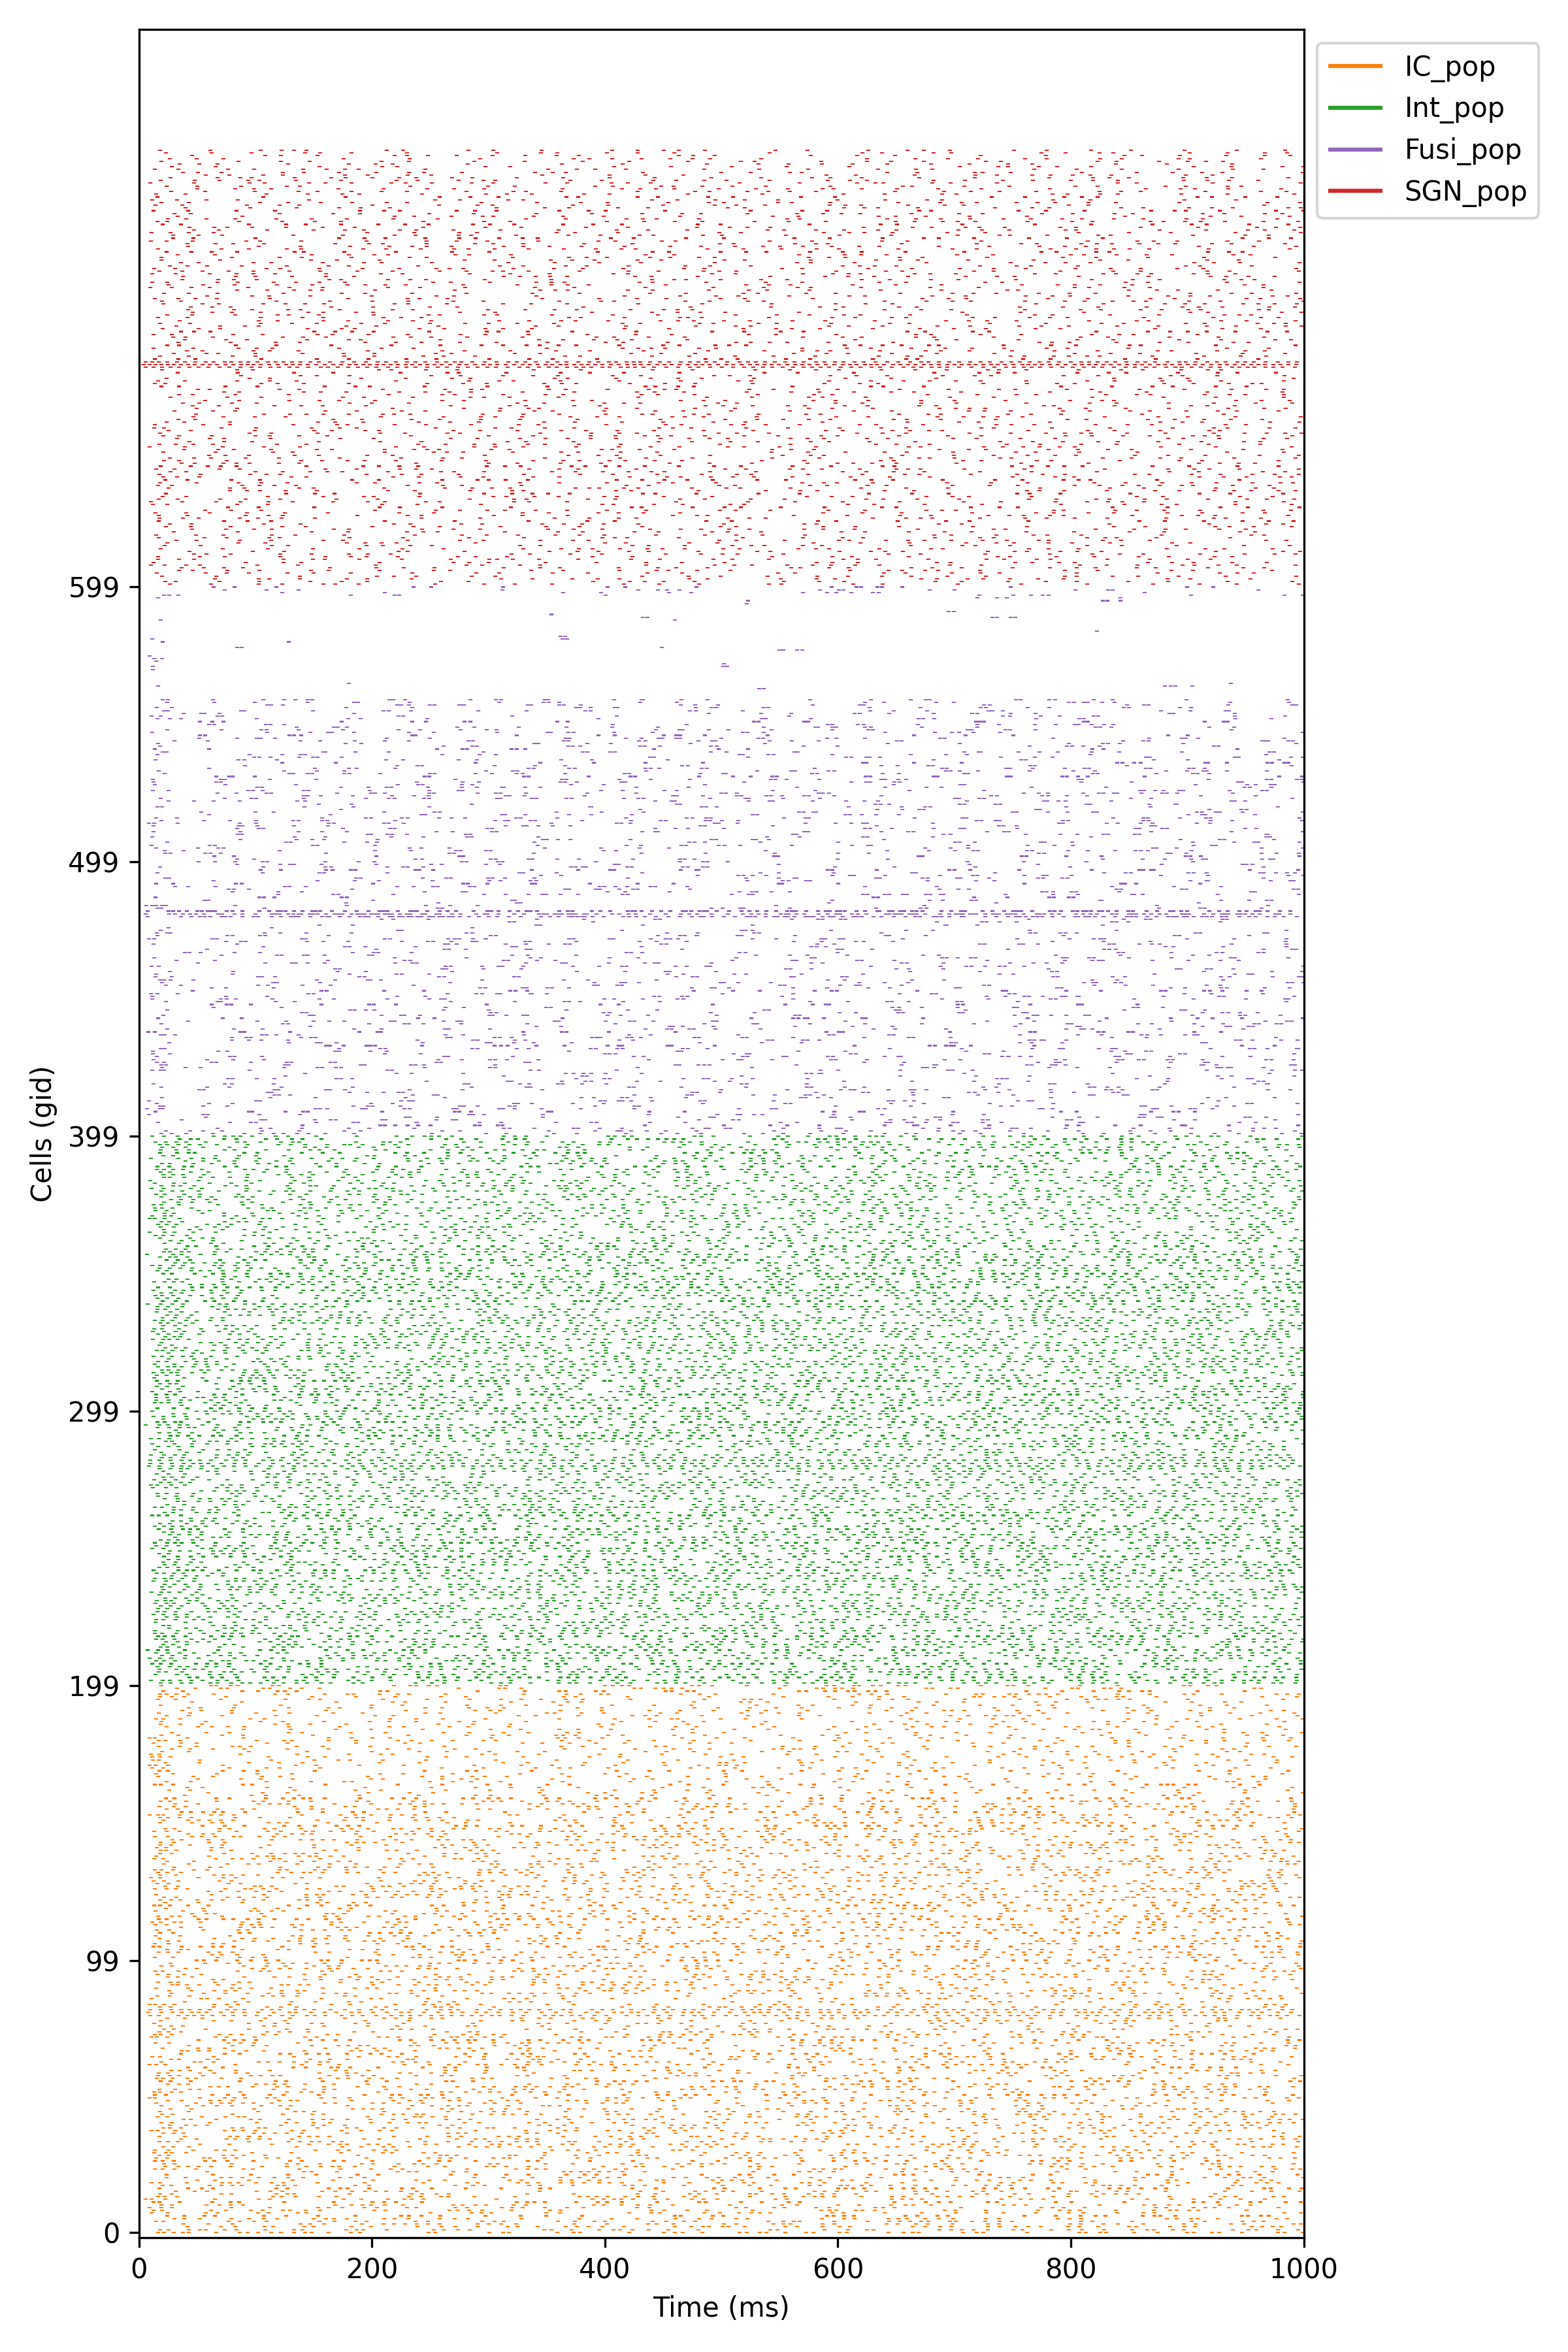 IC_pop
Int_pop
Fusi_pop
SGN_pop
599
499
399
299
199
99
0
Cells (gid)
0 200 400 600 800 1000
Time (ms)